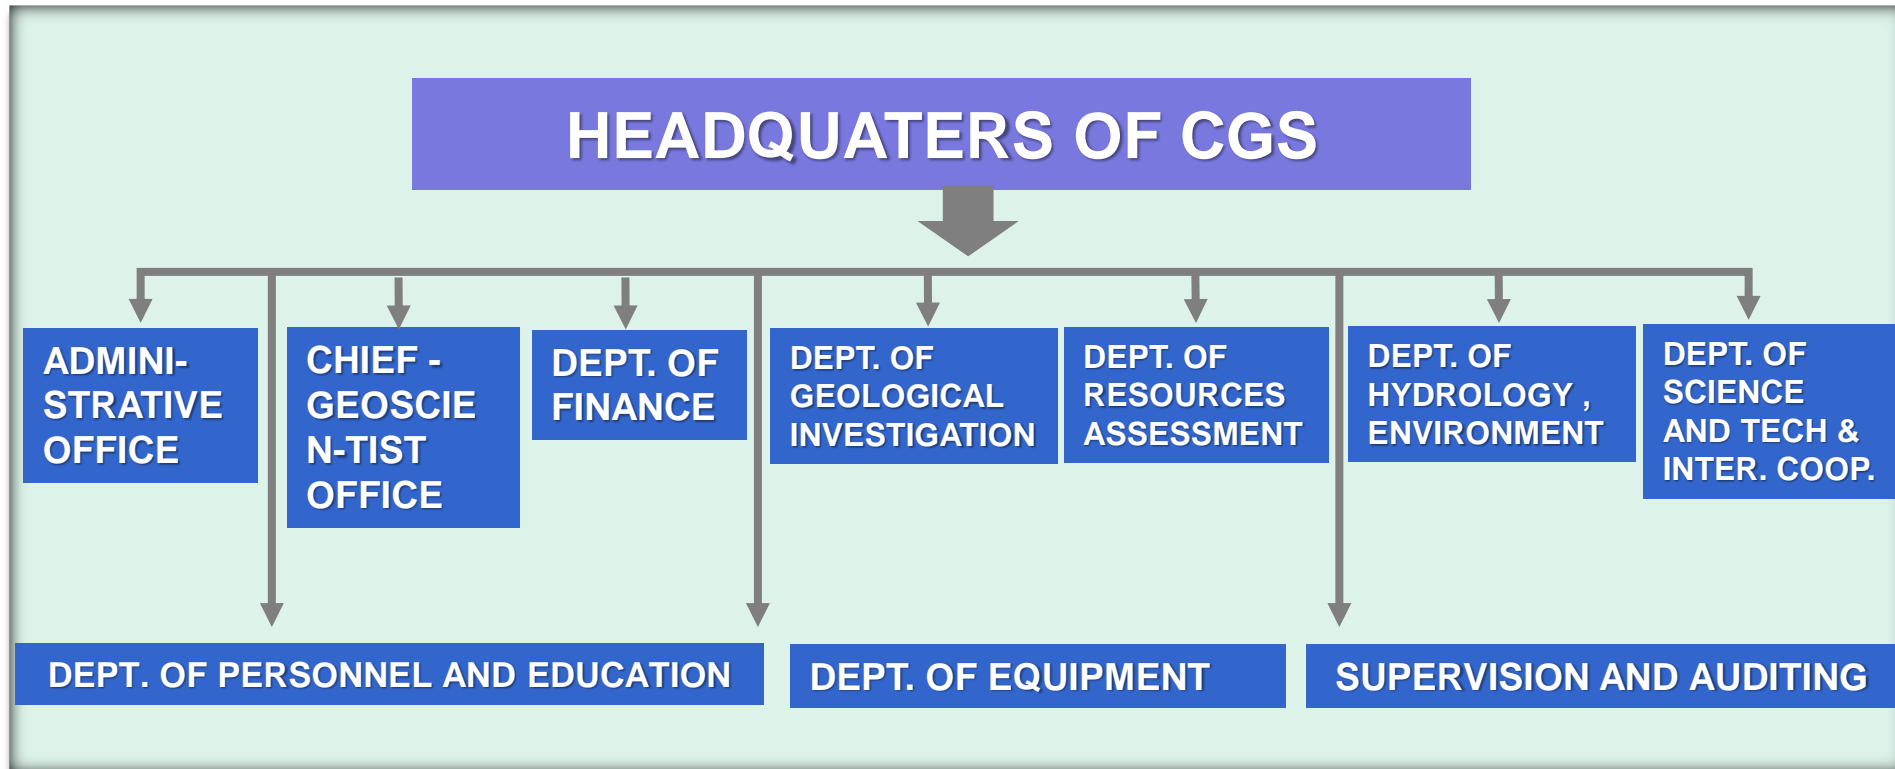 HEADQUATERS OF CGS
ADMINI-
STRATIVE
OFFICE
CHIEF -
GEOSCIE
N-TIST
OFFICE
DEPT. OF
FINANCE
DEPT. OF
GEOLOGICAL
INVESTIGATION
DEPT. OF
RESOURCES
ASSESSMENT
DEPT. OF
HYDROLOGY ,
ENVIRONMENT
DEPT. OF
SCIENCE
AND TECH &
INTER. COOP.
DEPT. OF PERSONNEL AND EDUCATION
DEPT. OF EQUIPMENT
SUPERVISION AND AUDITING